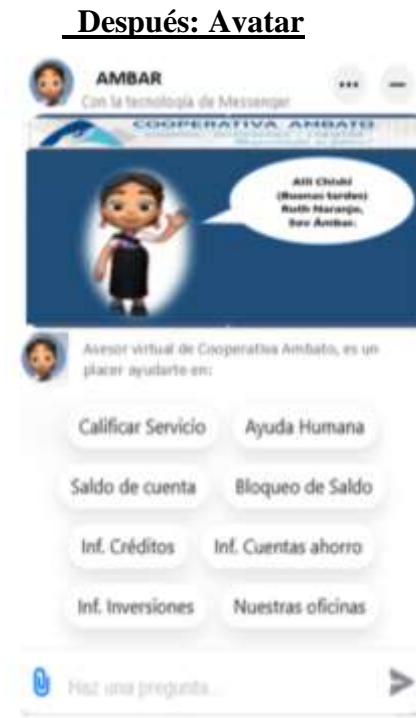 Después: Avatar
AMBAR
Con la tecnología de Messenger
COOPERATIVA AMBATO
Alli Chishi
(Buenas tardes)
Ruth Naranjo,
Soy Ámbar.
Asesor virtual de Cooperativa Ambato, es un
placer ayudarte en:
Calificar Servicio
Ayuda Humana
Saldo de cuenta
Bloqueo de Saldo
Inf. Créditos
Inf. Cuentas ahorro
Inf. Inversiones
Nuestras oficinas
Haz una pregunta...